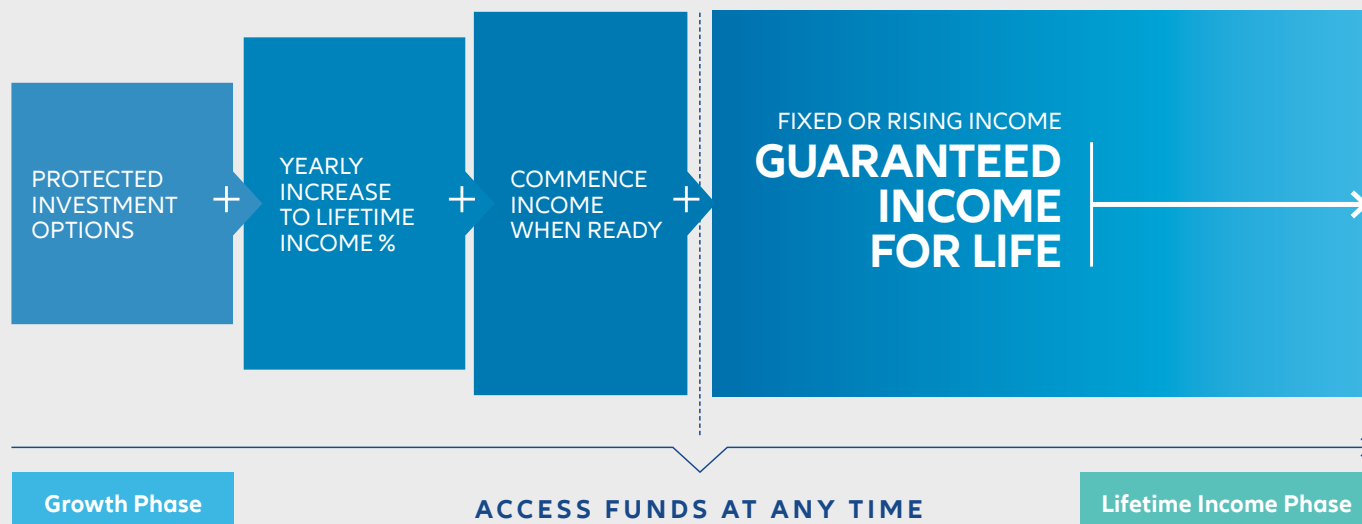 PROTECTED
INVESTMENT
OPTIONS
+
YEARLY
INCREASE
TO LIFETIME
INCOME %
+
COMMENCE
INCOME
WHEN READY
+
FIXED OR RISING INCOME
GUARANTEED
INCOME
FOR LIFE
Growth Phase
ACCESS FUNDS AT ANY TIME
Lifetime Income Phase